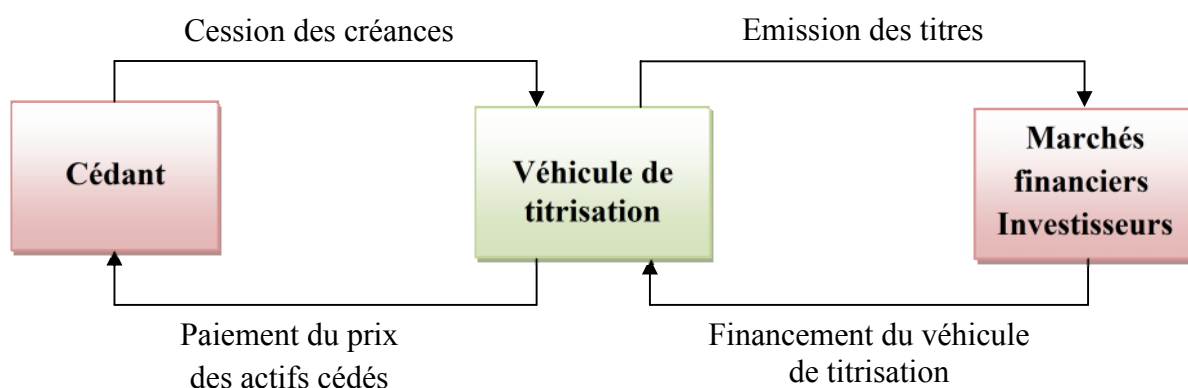 Cession des créances
Emission des titres
Cédant
Véhicule de
titrisation
Marchés
financiers
Investisseurs
Paiement du prix
des actifs cédés
Financement du véhicule
de titrisation